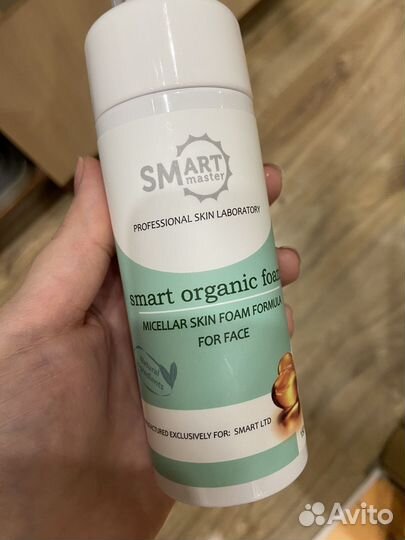 SMART
master
PROFESSIONAL SKIN LABORATORY
smart organic foam
MICELLAR SKIN FOAM FORMULA
FOR FACE
Natural
EXCLUSIVELY FOR: SMART LTD
Avito